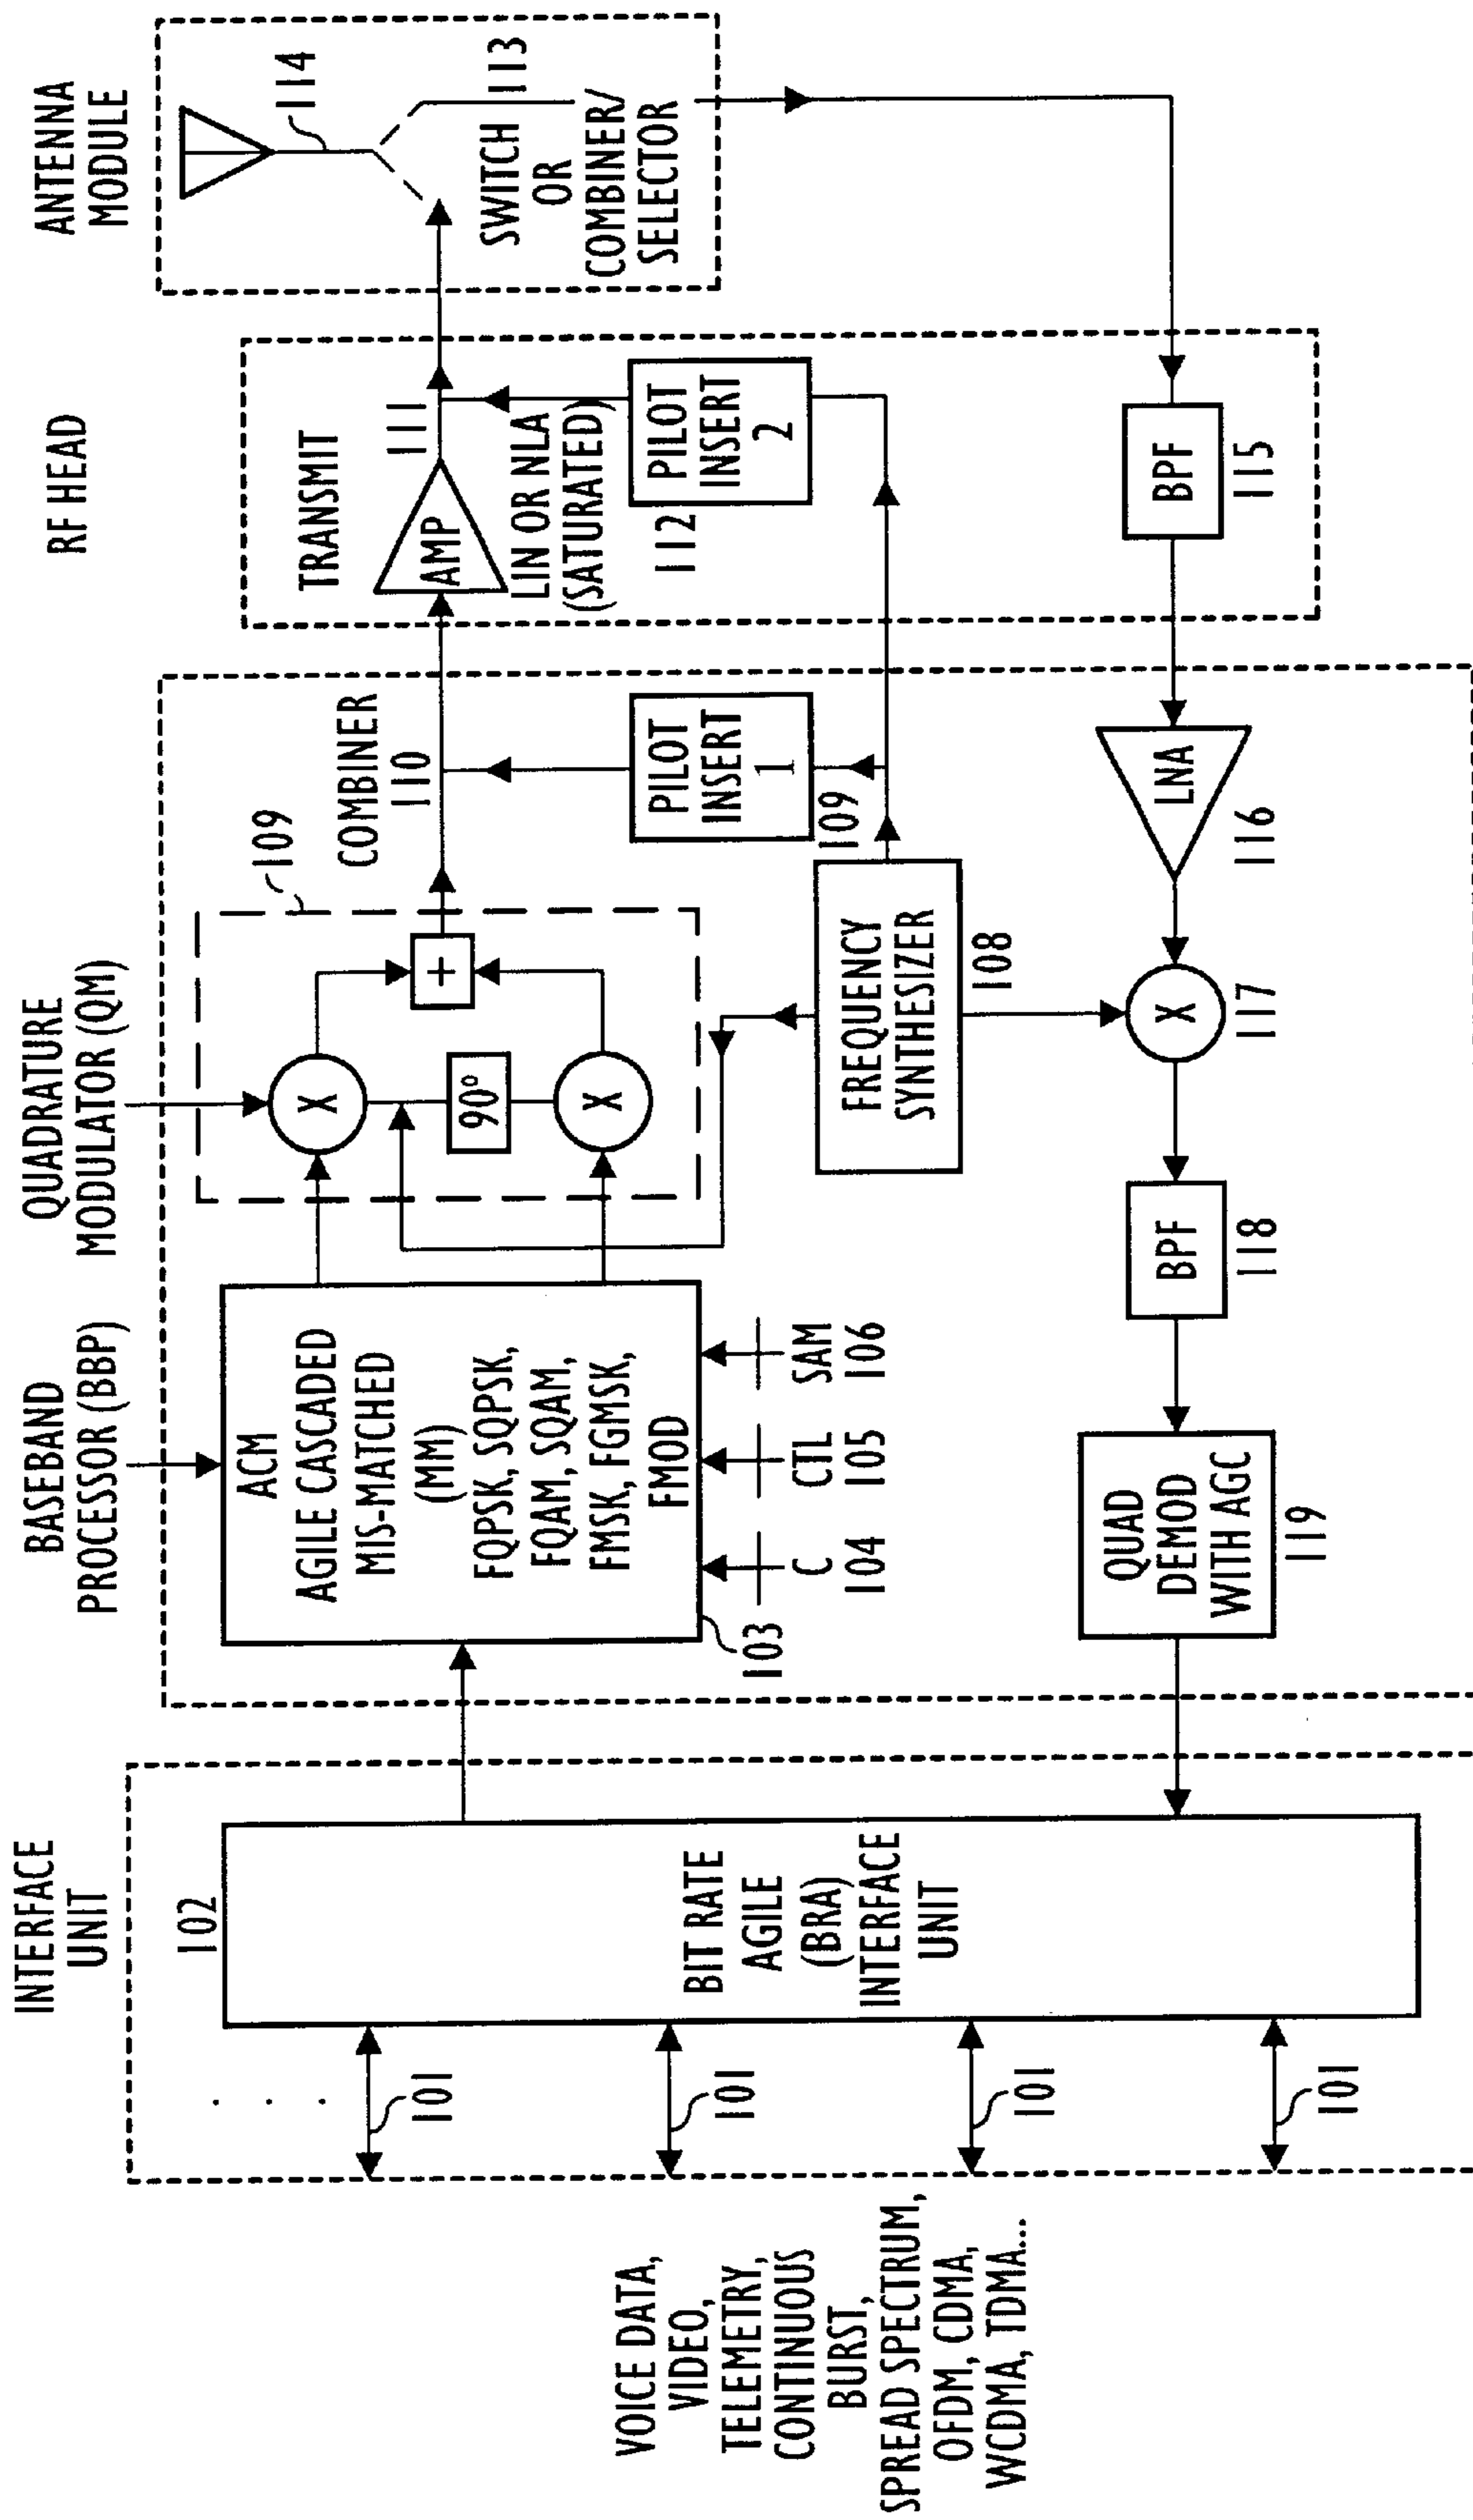 INTERFACE
UNIT
BASEBAND
PROCESSOR (BBP)
QUADRATURE
MODULATOR (QM)
RF HEAD
ANTENNA
MODULE
VOICE DATA,
VIDEO,
TELEMETRY,
CONTINUOUS
BURST,
SPREAD SPECTRUM,
OFDM, CDMA,
WCDMA, TDMA...
101
101
101
101
102
BIT RATE
AGILE
(BRA)
INTERFACE
UNIT
ACM
AGILE CASCADED
MIS-MATCHED
(MM)
FQPSK, SQPSK,
FQAM, SQAM,
FMSK, FGMSK,
FMOD
103
C
104
CTL
105
SAM
106
X
90°
X
+
109
COMBINER
110
FREQUENCY
SYNTHESIZER
108
PILOT
INSERT
1
109
TRANSMIT
AMP
111
LIN OR NLA
(SATURATED)
PILOT
INSERT
2
112
114
113
SWITCH
OR
COMBINER/
SELECTOR
BPF
115
LNA
116
X
117
BPF
118
QUAD
DEMOD
WITH AGC
119